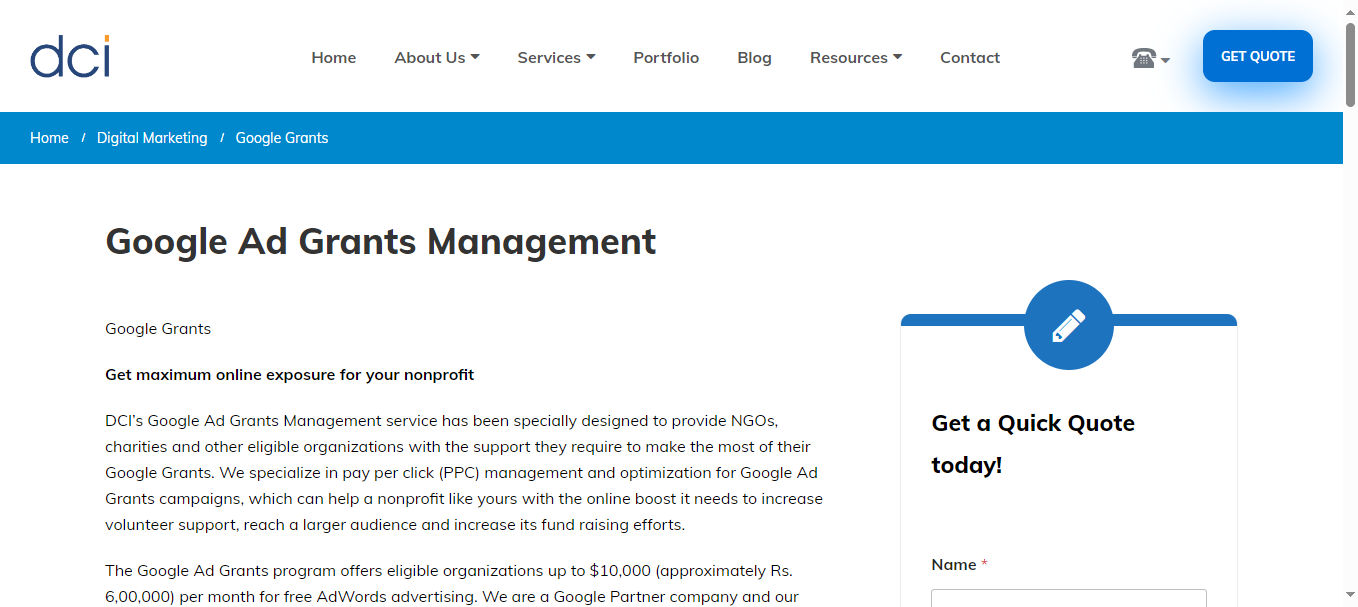 dci
Home
About Us
Services
Portfolio
Blog
Resources
Contact
GET QUOTE
Home / Digital Marketing / Google Grants
Google Ad Grants Management
Google Grants
Get maximum online exposure for your nonprofit
DCI’s Google Ad Grants Management service has been specially designed to provide NGOs,
charities and other eligible organizations with the support they require to make the most of their
Google Grants. We specialize in pay per click (PPC) management and optimization for Google Ad
Grants campaigns, which can help a nonprofit like yours with the online boost it needs to increase
volunteer support, reach a larger audience and increase its fund raising efforts.
The Google Ad Grants program offers eligible organizations up to $10,000 (approximately Rs.
6,00,000) per month for free AdWords advertising. We are a Google Partner company and our
Get a Quick Quote
today!
Name *